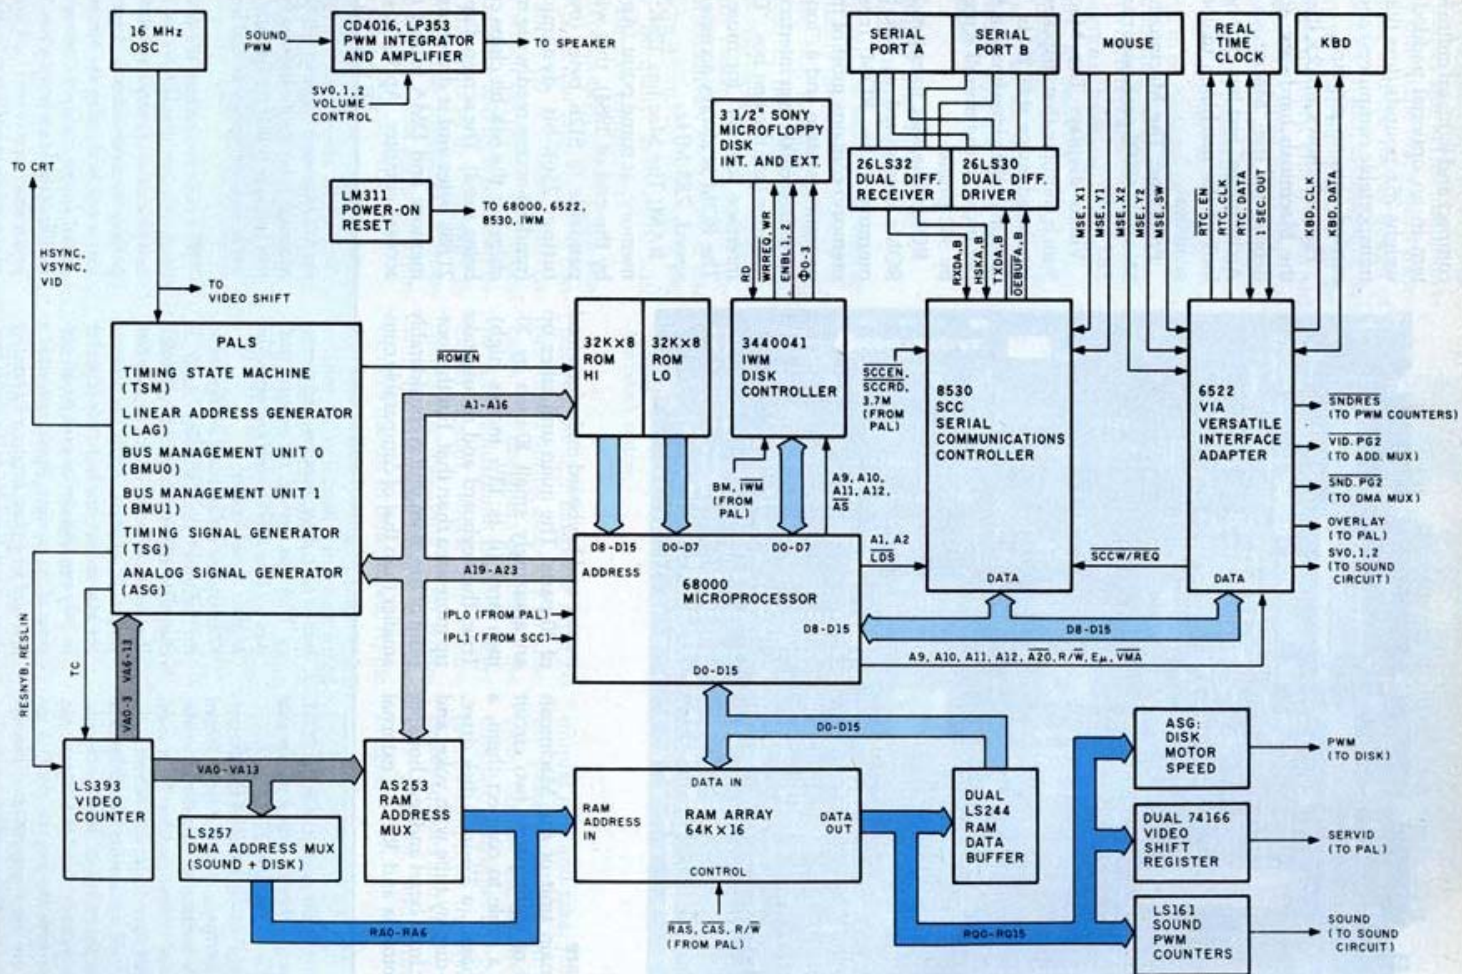 16 MHz
OSC
SOUND
PWM
CD4016, LP353
PWM INTEGRATOR
AND AMPLIFIER
TO SPEAKER
SV0,1,2
VOLUME
CONTROL
SERIAL
PORT A
SERIAL
PORT B
MOUSE
REAL
TIME
CLOCK
KBD
3 1/2" SONY
MICROFLOPPY
DISK
INT. AND EXT.
26LS32
DUAL DIFF.
RECEIVER
26LS30
DUAL DIFF.
DRIVER
TO CRT
LM311
POWER-ON
RESET
TO 68000, 6522,
8530, IWM
MSE, X1
MSE, Y1
MSE, X2
MSE, Y2
MSE, SW
RTC, EN
RTC, CLK
RTC, DATA
1 SEC. OUT
KBD, CLK
KBD, DATA
HSYNC,
VSYNC,
VID
TO
VIDEO SHIFT
RD
WRREQ, WR
ENBL1, 2
Φ0-3
RXDA,B
HSKA,B
TXDA,B
OEBUFA,B
PALS
TIMING STATE MACHINE
(TSM)
LINEAR ADDRESS GENERATOR
(LAG)
BUS MANAGEMENT UNIT 0
(BMU0)
BUS MANAGEMENT UNIT 1
(BMU1)
TIMING SIGNAL GENERATOR
(TSG)
ANALOG SIGNAL GENERATOR
(ASG)
ROMEN
A1-A16
32K×8
ROM
HI
32K×8
ROM
LO
3440041
IWM
DISK
CONTROLLER
SCCEN,
SCCRD,
3.7M
(FROM
PAL)
8530
SCC
SERIAL
COMMUNICATIONS
CONTROLLER
DATA
6522
VIA
VERSATILE
INTERFACE
ADAPTER
DATA
SNDRES
(TO PWM COUNTERS)
VID. PG2
(TO ADD. MUX)
SND. PG2
(TO DMA MUX)
OVERLAY
(TO PAL)
SV0,1,2
(TO SOUND
CIRCUIT)
BM, IWM
(FROM
PAL)
A9, A10,
A11, A12,
AS
A1, A2
LDS
SCCW/REQ
A19-A23
D8-D15
D0-D7
D0-D7
ADDRESS
68000
MICROPROCESSOR
D8-D15
D0-D15
IPL0 (FROM PAL)
IPL1 (FROM SCC)
D8-D15
A9, A10, A11, A12, A20, R/W, Eμ, VMA
RESNYB, RESLIN
TC
VA0-3 VA6-13
LS393
VIDEO
COUNTER
VA0-VA13
LS257
DMA ADDRESS MUX
(SOUND + DISK)
AS253
RAM
ADDRESS
MUX
RA0-RA6
DATA IN
RAM
ADDRESS
IN
RAM ARRAY
64K×16
DATA
OUT
CONTROL
RAS, CAS, R/W
(FROM PAL)
D0-D15
DUAL
LS244
RAM
DATA
BUFFER
RQ0-RQ15
ASG:
DISK
MOTOR
SPEED
PWM
(TO DISK)
DUAL 74166
VIDEO
SHIFT
REGISTER
SERVID
(TO PAL)
LS161
SOUND
PWM
COUNTERS
SOUND
(TO SOUND
CIRCUIT)